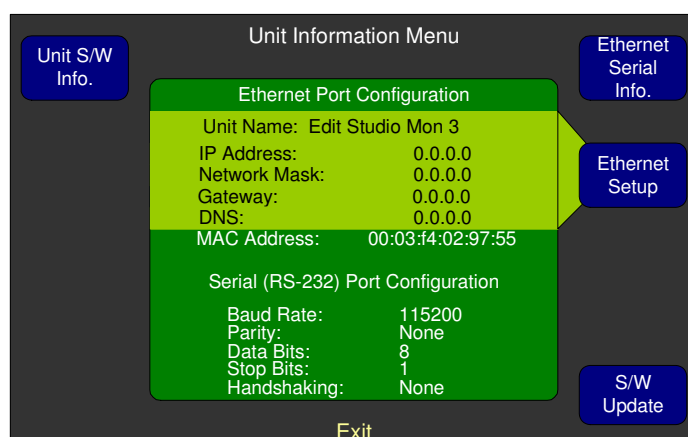 Unit Information Menu
Unit S/W
Info.
Ethernet
Serial
Info.
Ethernet Port Configuration
Unit Name: Edit Studio Mon 3
IP Address: 0.0.0.0
Network Mask: 0.0.0.0
Gateway: 0.0.0.0
DNS: 0.0.0.0
MAC Address: 00:03:f4:02:97:55
Ethernet
Setup
Serial (RS-232) Port Configuration
Baud Rate: 115200
Parity: None
Data Bits: 8
Stop Bits: 1
Handshaking: None
S/W
Update
Exit